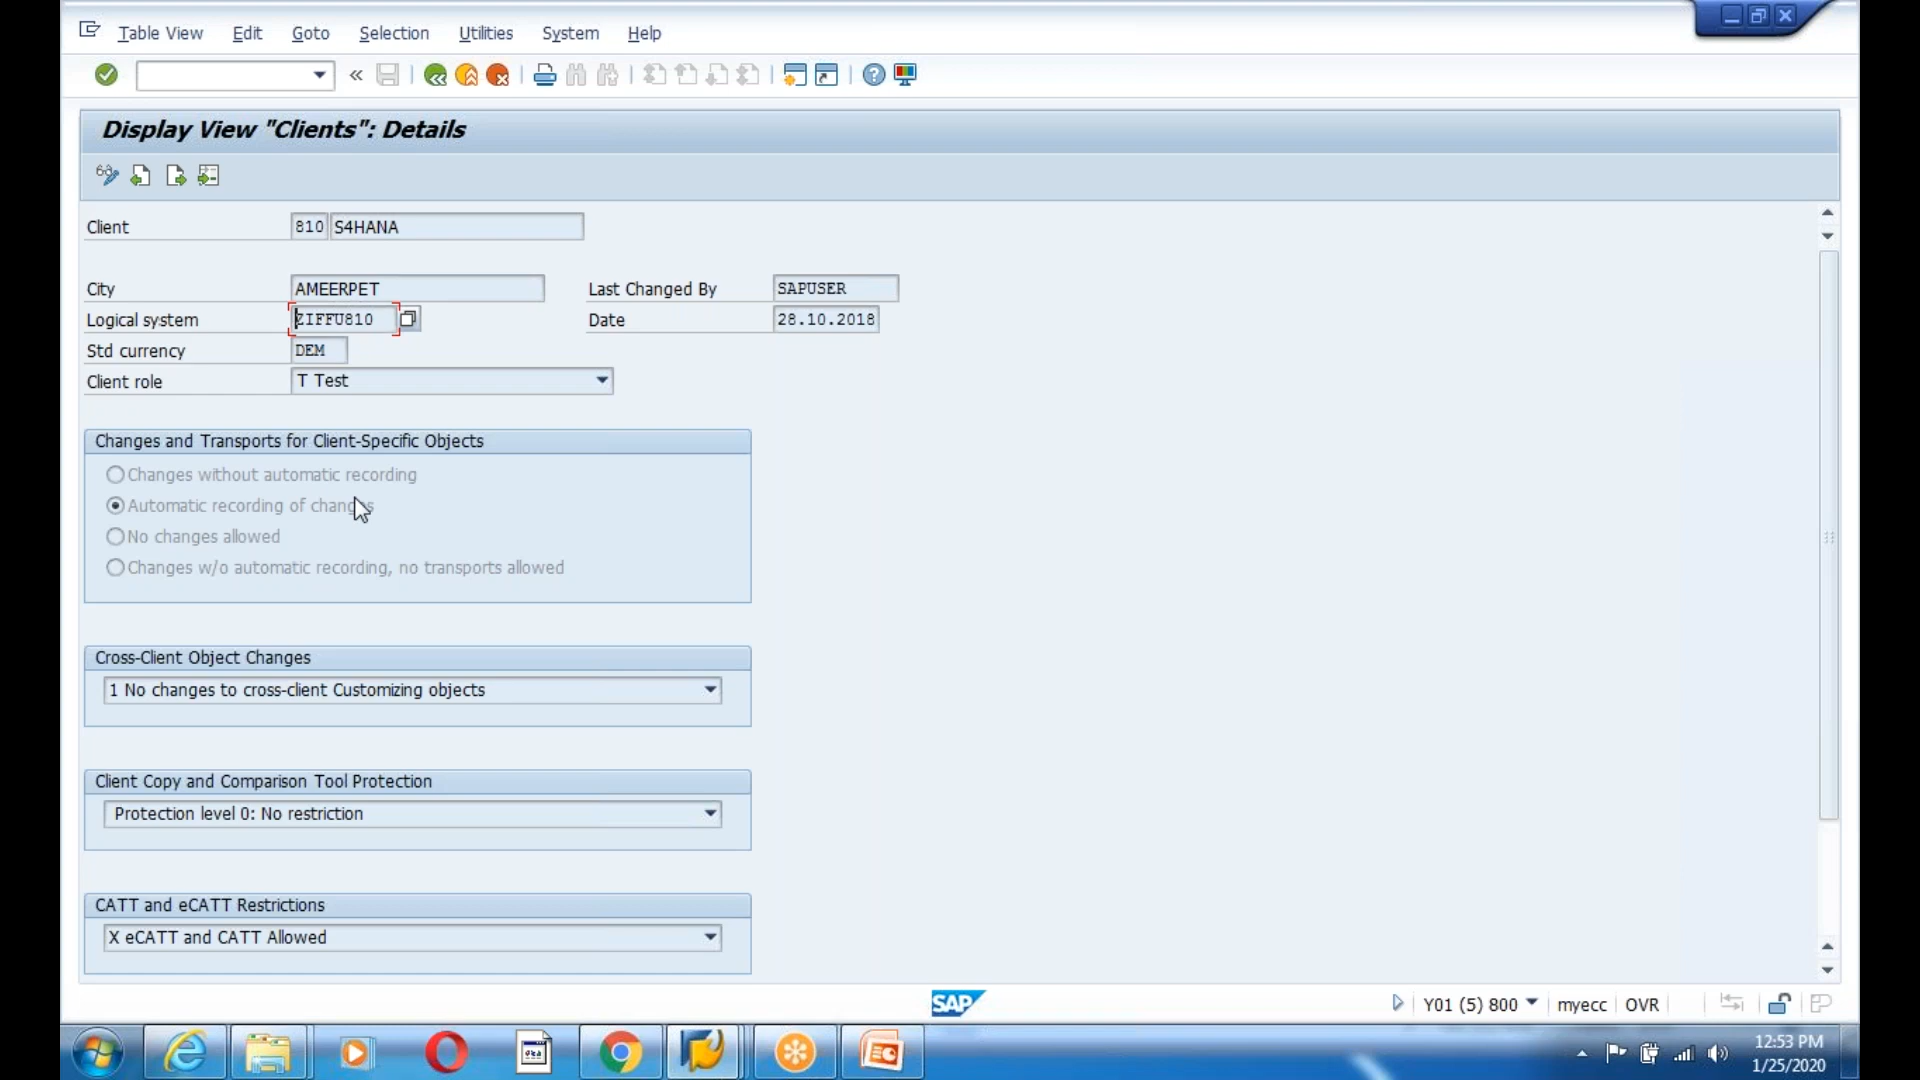 Table View Edit Goto Selection Utilities System Help
Display View "Clients": Details
Client 810 S4HANA
City AMEERPET Last Changed By SAPUSER
Logical system ZIFFU810 Date 28.10.2018
Std currency DEM
Client role T Test
Changes and Transports for Client-Specific Objects
Changes without automatic recording
Automatic recording of changes
No changes allowed
Changes w/o automatic recording, no transports allowed
Cross-Client Object Changes
1 No changes to cross-client Customizing objects
Client Copy and Comparison Tool Protection
Protection level 0: No restriction
CATT and eCATT Restrictions
X eCATT and CATT Allowed
SAP Y01 (5) 800 myecc OVR
12:53 PM
1/25/2020